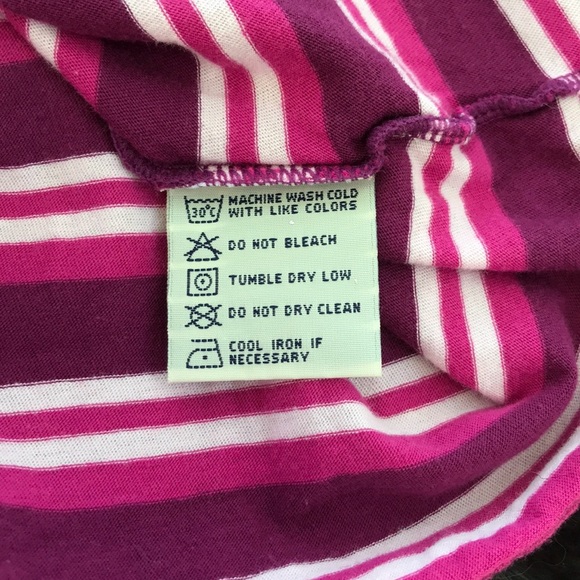 30°C MACHINE WASH COLD
WITH LIKE COLORS
DO NOT BLEACH
TUMBLE DRY LOW
DO NOT DRY CLEAN
COOL IRON IF
NECESSARY